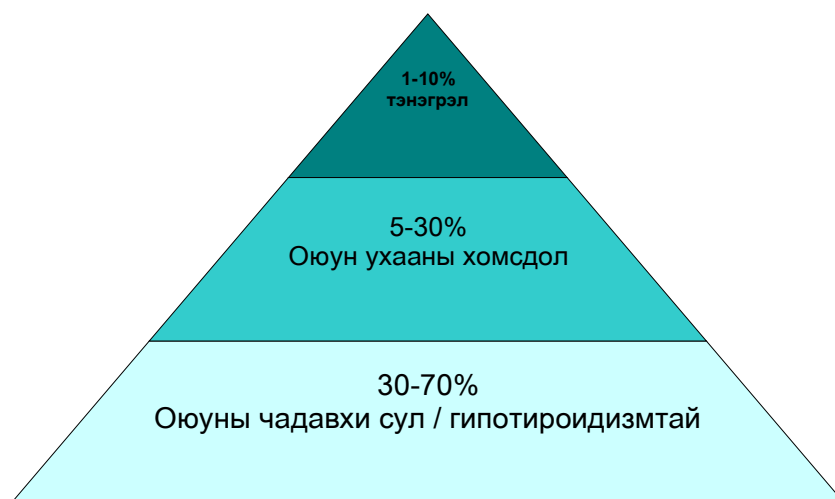 1-10%
тэнэгрэл
5-30%
Оюун ухааны хомсдол
30-70%
Оюуны чадавхи сул / гипотироидизмтай